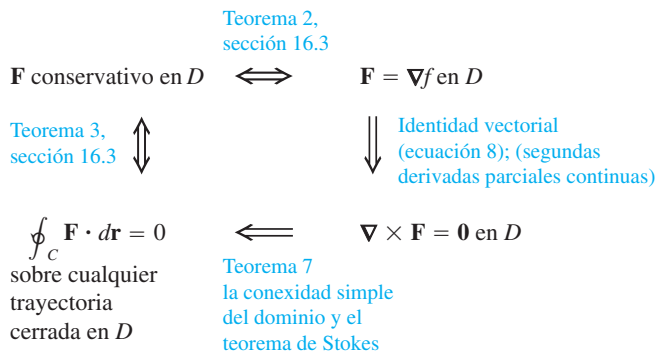 Teorema 2,
sección 16.3
F conservativo en D ⟺ F = ∇f en D
Teorema 3,
sección 16.3
⇕
⇓
Identidad vectorial
(ecuación 8); (segundas
derivadas parciales continuas)
∮_C F · dr = 0 ⟸ ∇ × F = 0 en D
sobre cualquier
trayectoria
cerrada en D
Teorema 7
la conexidad simple
del dominio y el
teorema de Stokes